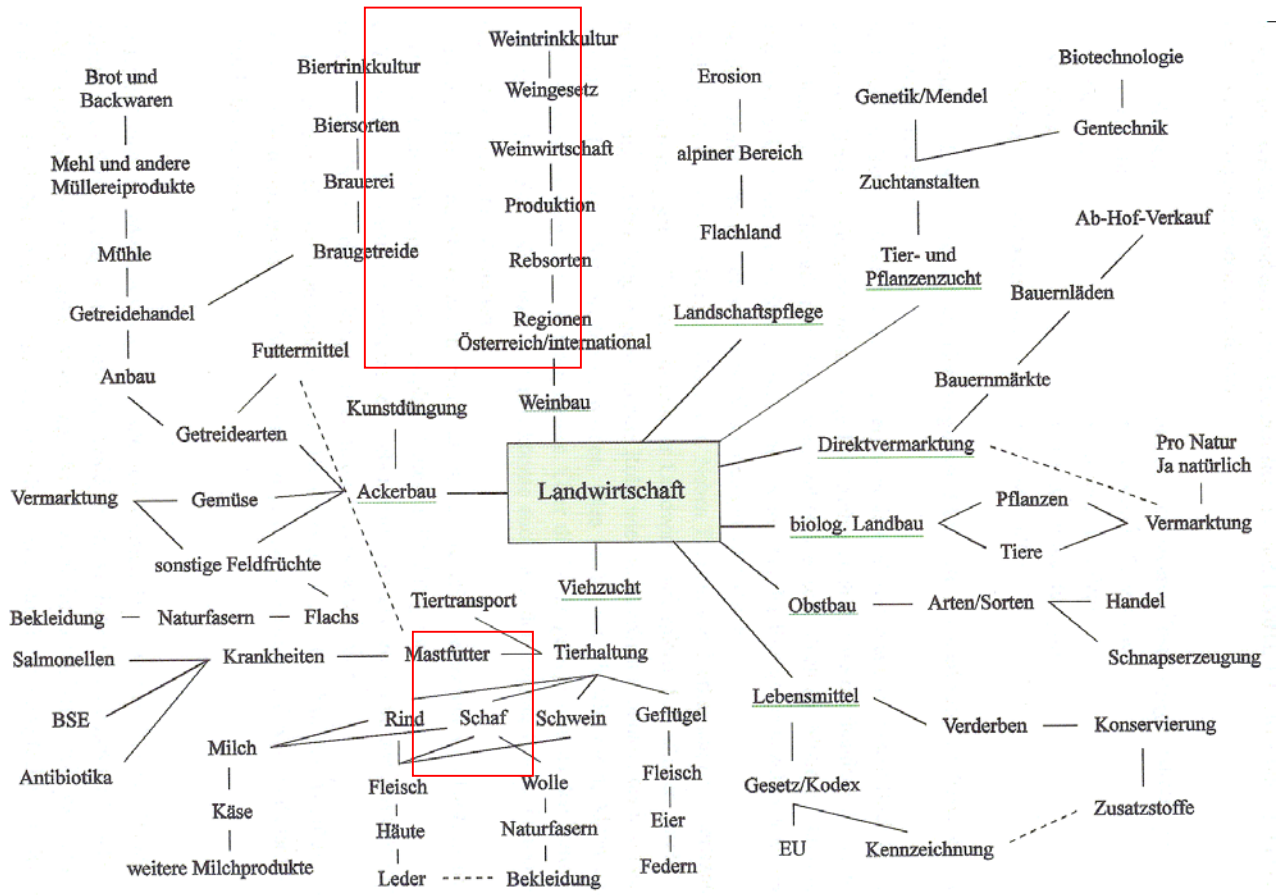 Weintrinkkultur
Biertrinkkultur
Brot und
Backwaren
Erosion
Biotechnologie
Weingesetz
Genetik/Mendel
Biersorten
Gentechnik
Mehl und andere
Müllereiprodukte
Weinwirtschaft
alpiner Bereich
Brauerei
Zuchtanstalten
Produktion
Ab-Hof-Verkauf
Mühle
Braugetreide
Flachland
Rebsorten
Tier- und
Pflanzenzucht
Bauernläden
Getreidehandel
Regionen
Österreich/international
Landschaftspflege
Futtermittel
Anbau
Bauernmärkte
Kunstdüngung
Weinbau
Getreidearten
Direktvermarktung
Pro Natur
Ja natürlich
Vermarktung
Gemüse
Ackerbau
Landwirtschaft
Pflanzen
biolog. Landbau
Vermarktung
Tiere
sonstige Feldfrüchte
Viehzucht
Tiertransport
Obstbau
Arten/Sorten
Handel
Bekleidung
Naturfasern
Flachs
Salmonellen
Krankheiten
Mastfutter
Tierhaltung
Schnapserzeugung
Lebensmittel
BSE
Rind
Schaf
Schwein
Geflügel
Verderben
Konservierung
Milch
Antibiotika
Fleisch
Wolle
Fleisch
Gesetz/Kodex
Zusatzstoffe
Käse
Häute
Naturfasern
Eier
EU
Kennzeichnung
weitere Milchprodukte
Leder
Bekleidung
Federn